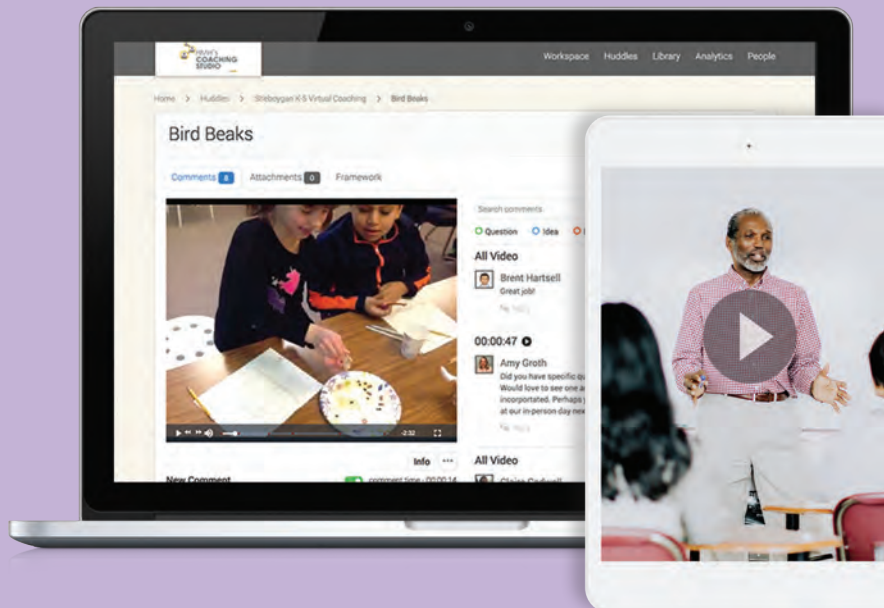 HMH's
COACHING
STUDIO
Workspace Huddles Library Analytics People
Home > Huddles > K-5 Virtual Coaching > Bird Beaks
Bird Beaks
Comments 8 Attachments 0 Framework
Search comments
Question Idea
All Video
Brent Hartsell
Great job!
00:00:47
Amy Groth
Did you have specific
Would love to see one
incorportated. Perhaps
at our in-person day
-2:32
Info ...
All Video
New Comment
comment time - 00:00:14